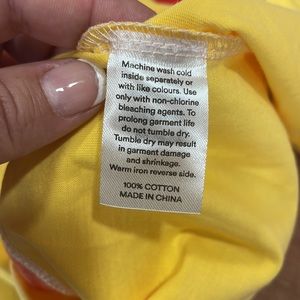 Machine wash cold
inside separately or
with like colours. Use
only with non-chlorine
bleaching agents. To
prolong garment life
do not tumble dry.
Tumble dry may result
in garment damage
and shrinkage.
Warm iron reverse side.
100% COTTON
MADE IN CHINA